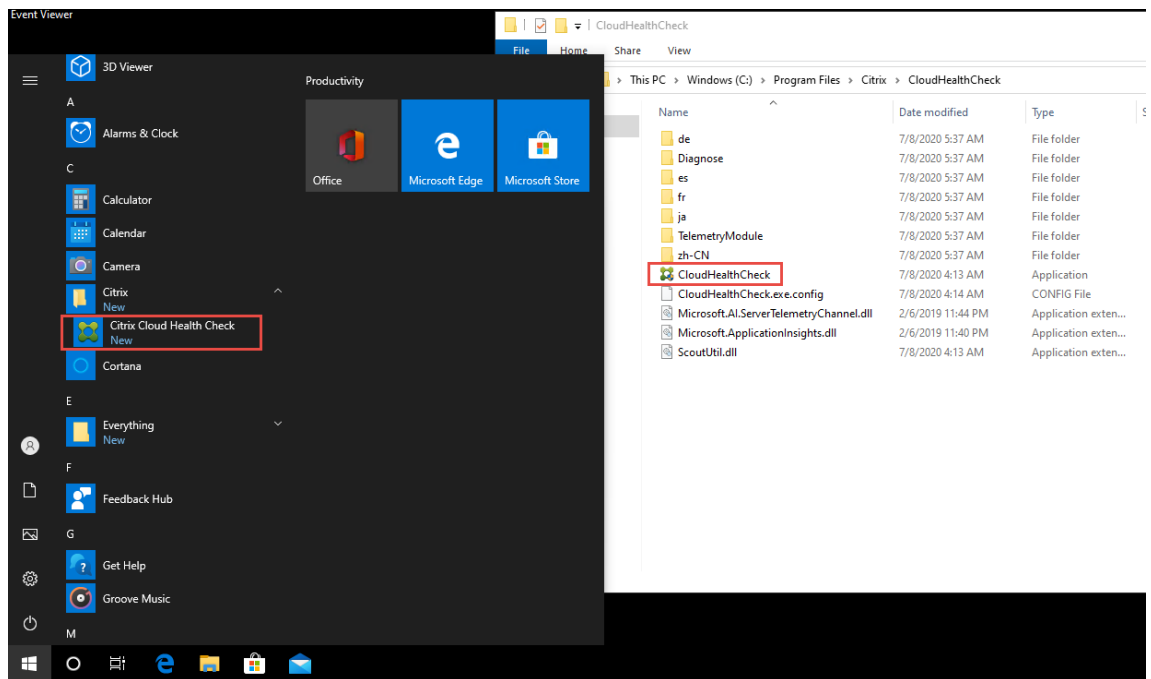 Event Viewer
3D Viewer
A
Alarms & Clock
C
Calculator
Calendar
Camera
Citrix
New
Citrix Cloud Health Check
New
Cortana
E
Everything
New
F
Feedback Hub
G
Get Help
Groove Music
M
Productivity
Office
Microsoft Edge
Microsoft Store
CloudHealthCheck
File Home Share View
This PC > Windows (C:) > Program Files > Citrix > CloudHealthCheck
Name Date modified Type
de 7/8/2020 5:37 AM File folder
Diagnose 7/8/2020 5:37 AM File folder
es 7/8/2020 5:37 AM File folder
fr 7/8/2020 5:37 AM File folder
ja 7/8/2020 5:37 AM File folder
TelemetryModule 7/8/2020 5:37 AM File folder
zh-CN 7/8/2020 5:37 AM File folder
CloudHealthCheck 7/8/2020 4:13 AM Application
CloudHealthCheck.exe.config 7/8/2020 4:14 AM CONFIG File
Microsoft.AI.ServerTelemetryChannel.dll 2/6/2019 11:44 PM Application exten...
Microsoft.ApplicationInsights.dll 2/6/2019 11:40 PM Application exten...
ScoutUtil.dll 7/8/2020 4:13 AM Application exten...